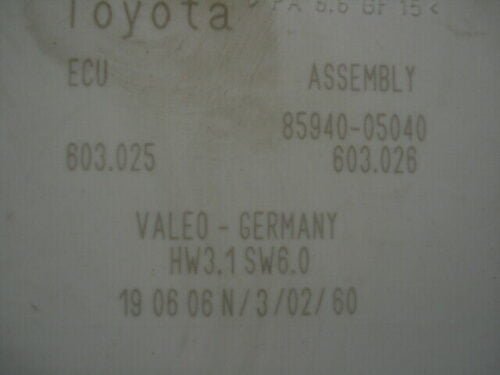 Toyota >PA 6.6 GF 15<
ECU ASSEMBLY
85940-05040
603.025 603.026
VALEO - GERMANY
HW3.1 SW6.0
19 06 06 N/3/02/60